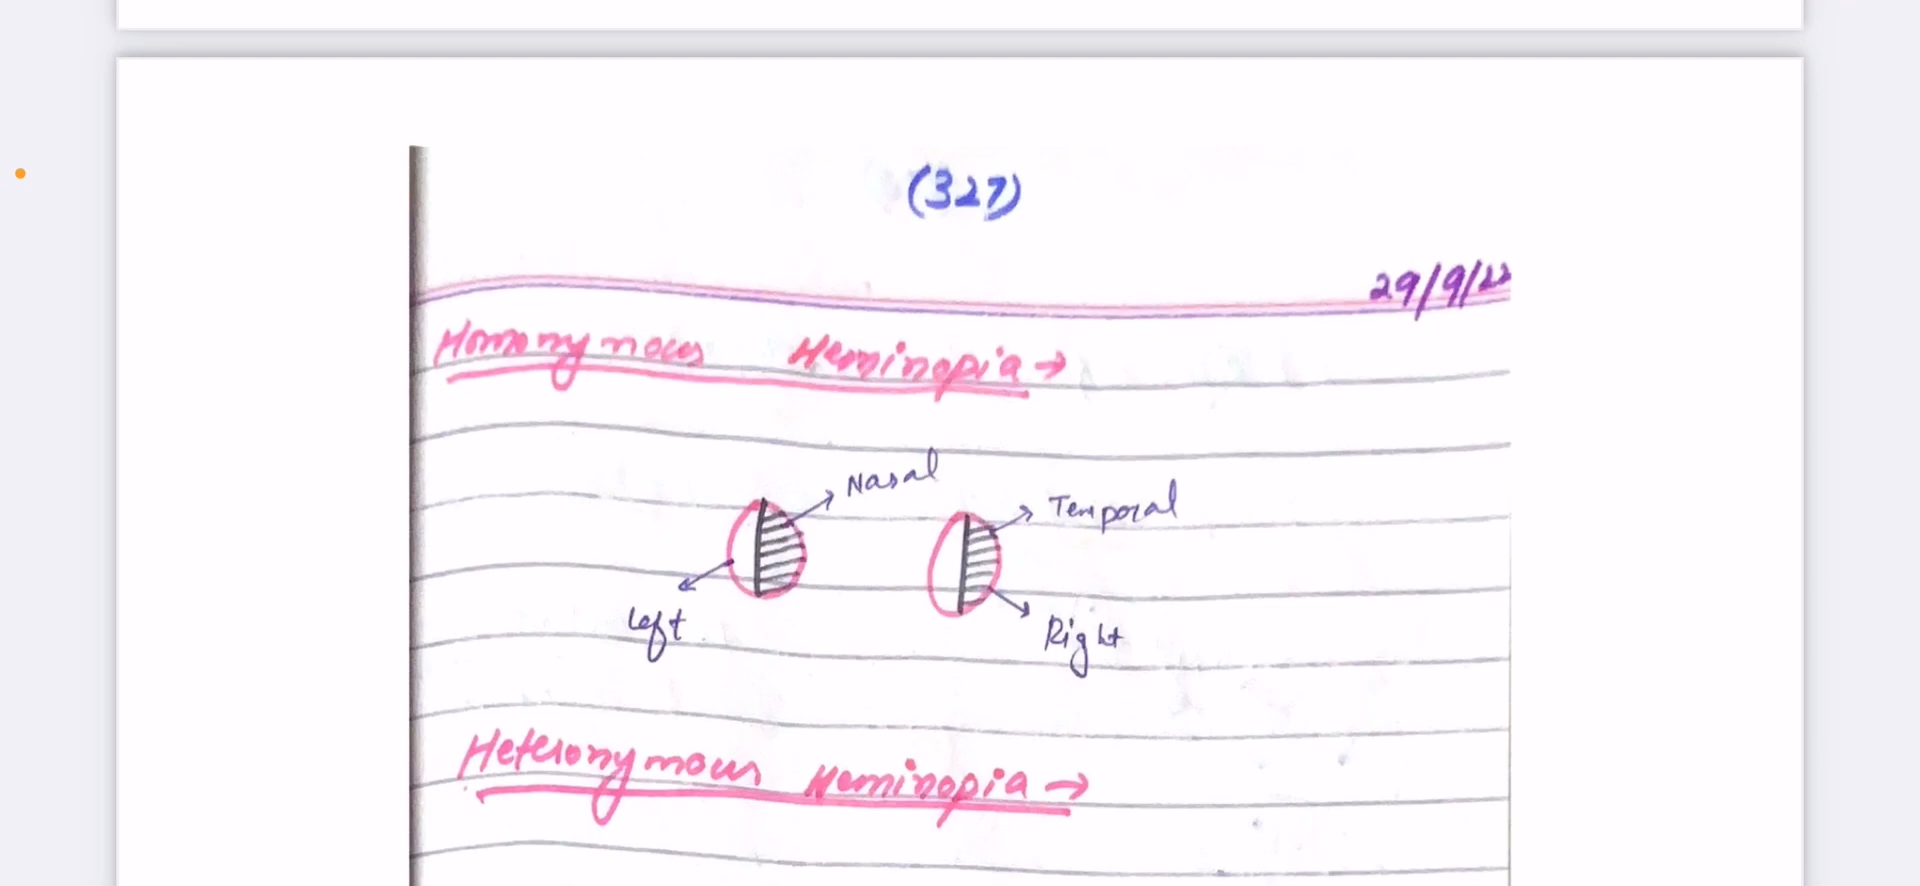 (327)
29/9/22
Homonymous Heminopia →
Nasal
Temporal
Left
Right
Heteronymous Heminopia →